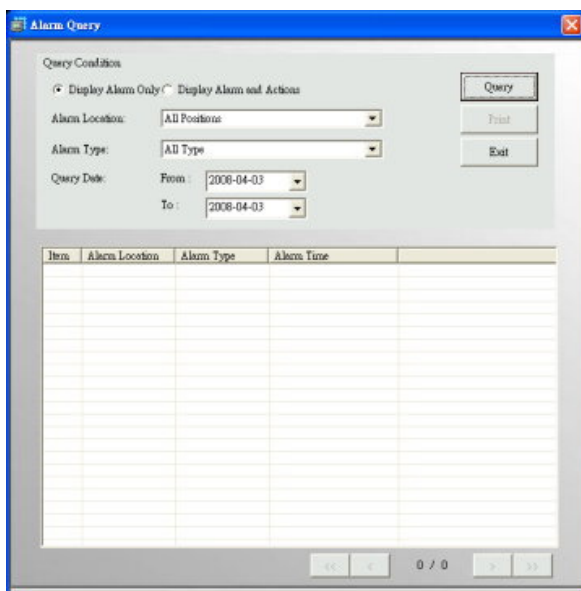 Alarm Query
Query Condition
Display Alarm Only Display Alarm and Actions
Query
Alarm Location: All Positions
Print
Alarm Type: All Type
Exit
Query Date: From : 2008-04-03
To : 2008-04-03
Item Alarm Location Alarm Type Alarm Time
<< < 0 / 0 > >>